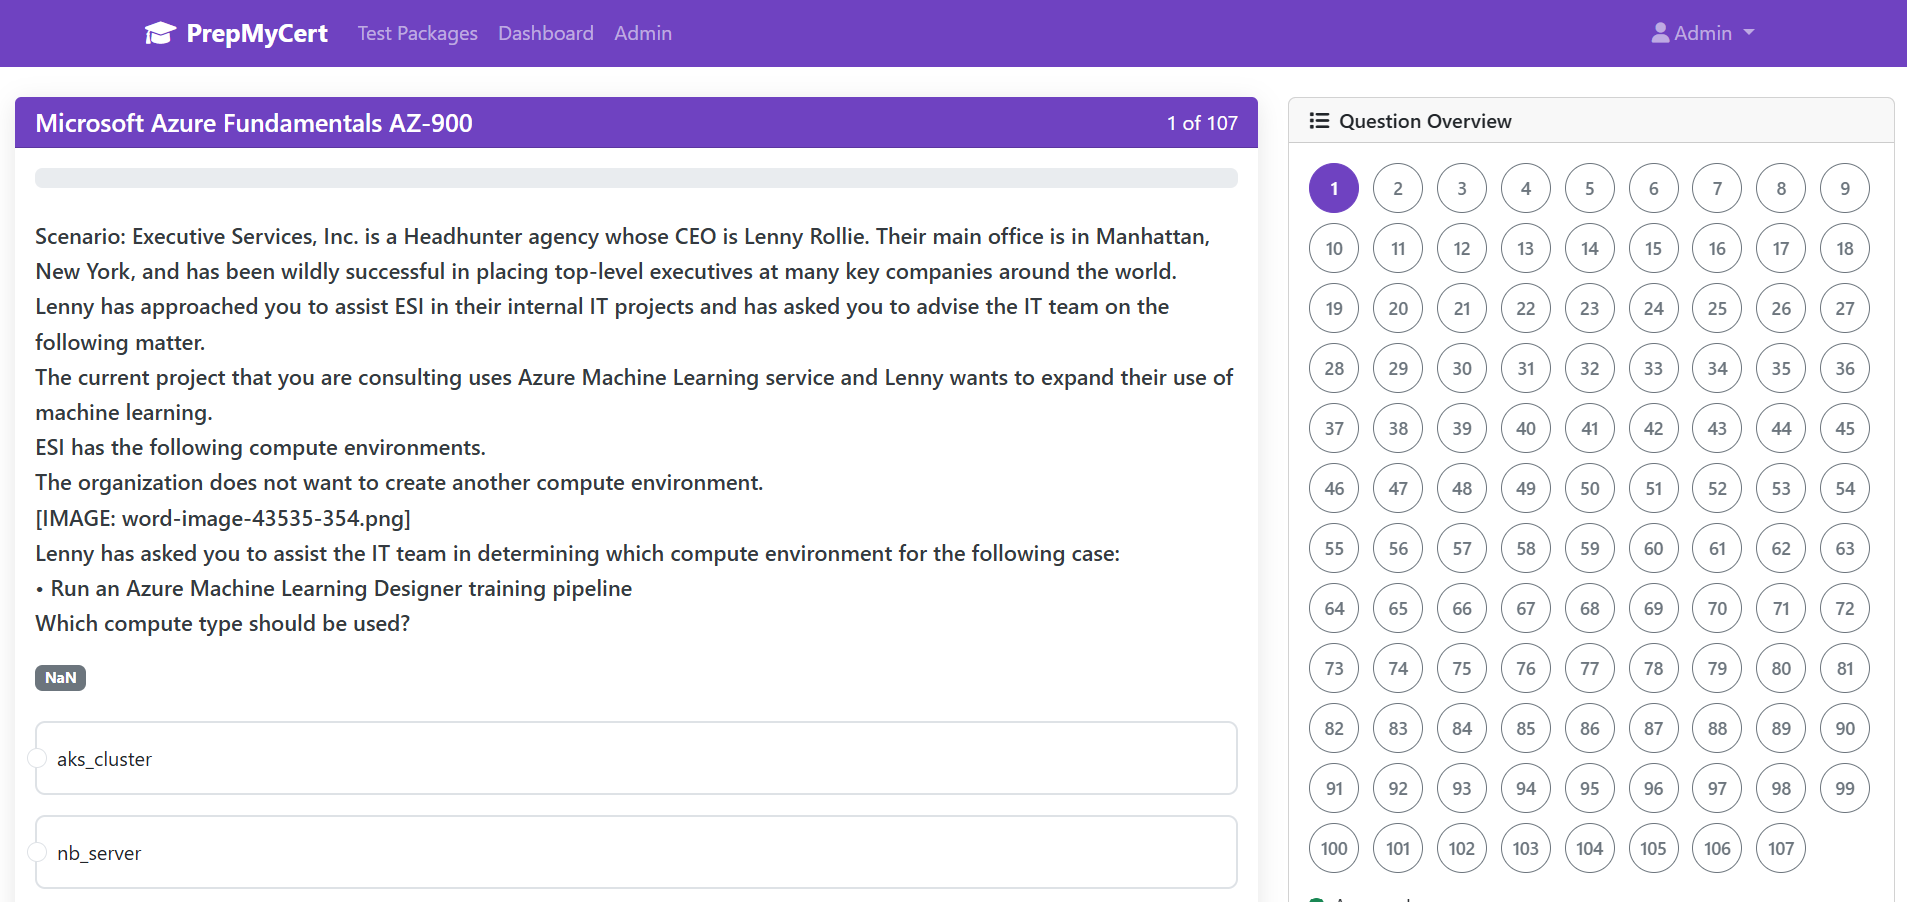 PrepMyCert Test Packages Dashboard Admin Admin
Microsoft Azure Fundamentals AZ-900 1 of 107
Scenario: Executive Services, Inc. is a Headhunter agency whose CEO is Lenny Rollie. Their main office is in Manhattan,
New York, and has been wildly successful in placing top-level executives at many key companies around the world.
Lenny has approached you to assist ESI in their internal IT projects and has asked you to advise the IT team on the
following matter.
The current project that you are consulting uses Azure Machine Learning service and Lenny wants to expand their use of
machine learning.
ESI has the following compute environments.
The organization does not want to create another compute environment.
[IMAGE: word-image-43535-354.png]
Lenny has asked you to assist the IT team in determining which compute environment for the following case:
• Run an Azure Machine Learning Designer training pipeline
Which compute type should be used?
NaN
aks_cluster
nb_server
Question Overview
1 2 3 4 5 6 7 8 9
10 11 12 13 14 15 16 17 18
19 20 21 22 23 24 25 26 27
28 29 30 31 32 33 34 35 36
37 38 39 40 41 42 43 44 45
46 47 48 49 50 51 52 53 54
55 56 57 58 59 60 61 62 63
64 65 66 67 68 69 70 71 72
73 74 75 76 77 78 79 80 81
82 83 84 85 86 87 88 89 90
91 92 93 94 95 96 97 98 99
100 101 102 103 104 105 106 107